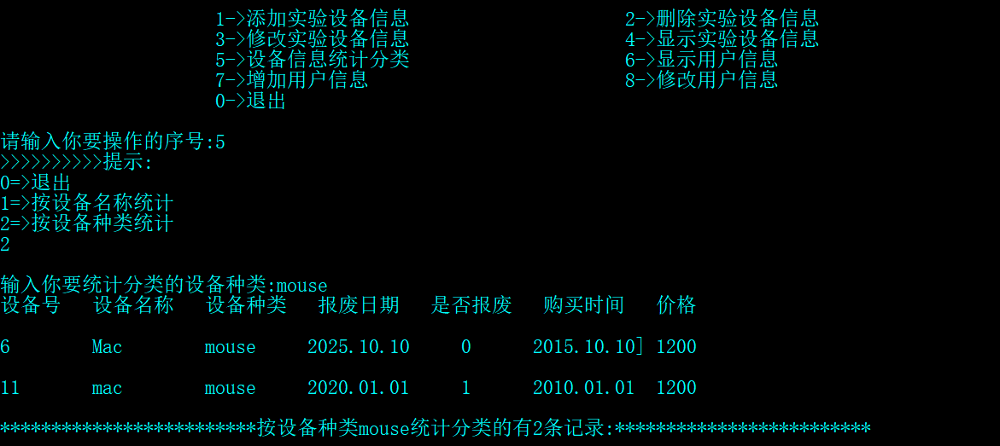 1->添加实验设备信息 2->删除实验设备信息
3->修改实验设备信息 4->显示实验设备信息
5->设备信息统计分类 6->显示用户信息
7->增加用户信息 8->修改用户信息
0->退出
请输入你要操作的序号:5
>>>>>>>>>>提示:
0=>退出
1=>按设备名称统计
2=>按设备种类统计
2
输入你要统计分类的设备种类:mouse
设备号 设备名称 设备种类 报废日期 是否报废 购买时间 价格
6 Mac mouse 2025.10.10 0 2015.10.10] 1200
11 mac mouse 2020.01.01 1 2010.01.01 1200
*************************按设备种类mouse统计分类的有2条记录:*************************